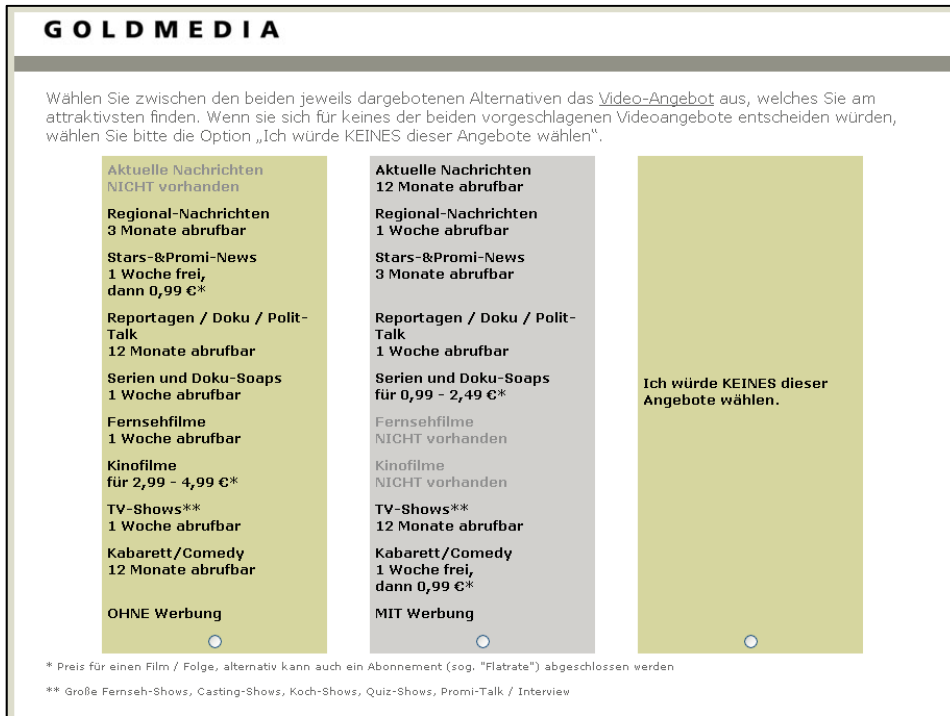 GOLDMEDIA
Wählen Sie zwischen den beiden jeweils dargebotenen Alternativen das Video-Angebot aus, welches Sie am
attraktivsten finden. Wenn sie sich für keines der beiden vorgeschlagenen Videoangebote entscheiden würden,
wählen Sie bitte die Option „Ich würde KEINES dieser Angebote wählen“.
Aktuelle Nachrichten
NICHT vorhanden
Regional-Nachrichten
3 Monate abrufbar
Stars-&Promi-News
1 Woche frei,
dann 0,99 €*
Reportagen / Doku / Polit-
Talk
12 Monate abrufbar
Serien und Doku-Soaps
1 Woche abrufbar
Fernsehfilme
1 Woche abrufbar
Kinofilme
für 2,99 - 4,99 €*
TV-Shows**
1 Woche abrufbar
Kabarett/Comedy
12 Monate abrufbar
OHNE Werbung
Aktuelle Nachrichten
12 Monate abrufbar
Regional-Nachrichten
1 Woche abrufbar
Stars-&Promi-News
3 Monate abrufbar
Reportagen / Doku / Polit-
Talk
1 Woche abrufbar
Serien und Doku-Soaps
für 0,99 - 2,49 €*
Fernsehfilme
NICHT vorhanden
Kinofilme
NICHT vorhanden
TV-Shows**
12 Monate abrufbar
Kabarett/Comedy
1 Woche frei,
dann 0,99 €*
MIT Werbung
Ich würde KEINES dieser
Angebote wählen.
* Preis für einen Film / Folge, alternativ kann auch ein Abonnement (sog. "Flatrate") abgeschlossen werden
** Große Fernseh-Shows, Casting-Shows, Koch-Shows, Quiz-Shows, Promi-Talk / Interview